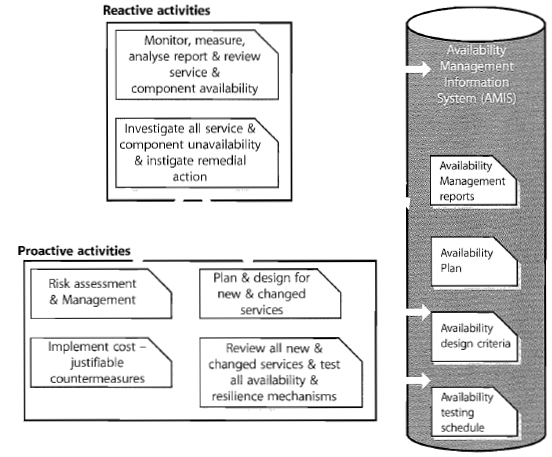 Reactive activities
Monitor, measure,
analyse report & review
service &
component availability
Investigate all service &
component unavailability
& instigate remedial
action
Proactive activities
Risk assessment
& Management
Plan & design for
new & changed
services
Implement cost –
justifiable
countermeasures
Review all new &
changed services & test
all availability &
resilience mechanisms
Availability
Management
Information
System (AMIS)
Availability
Management
reports
Availability
Plan
Availability
design criteria
Availability
testing
schedule